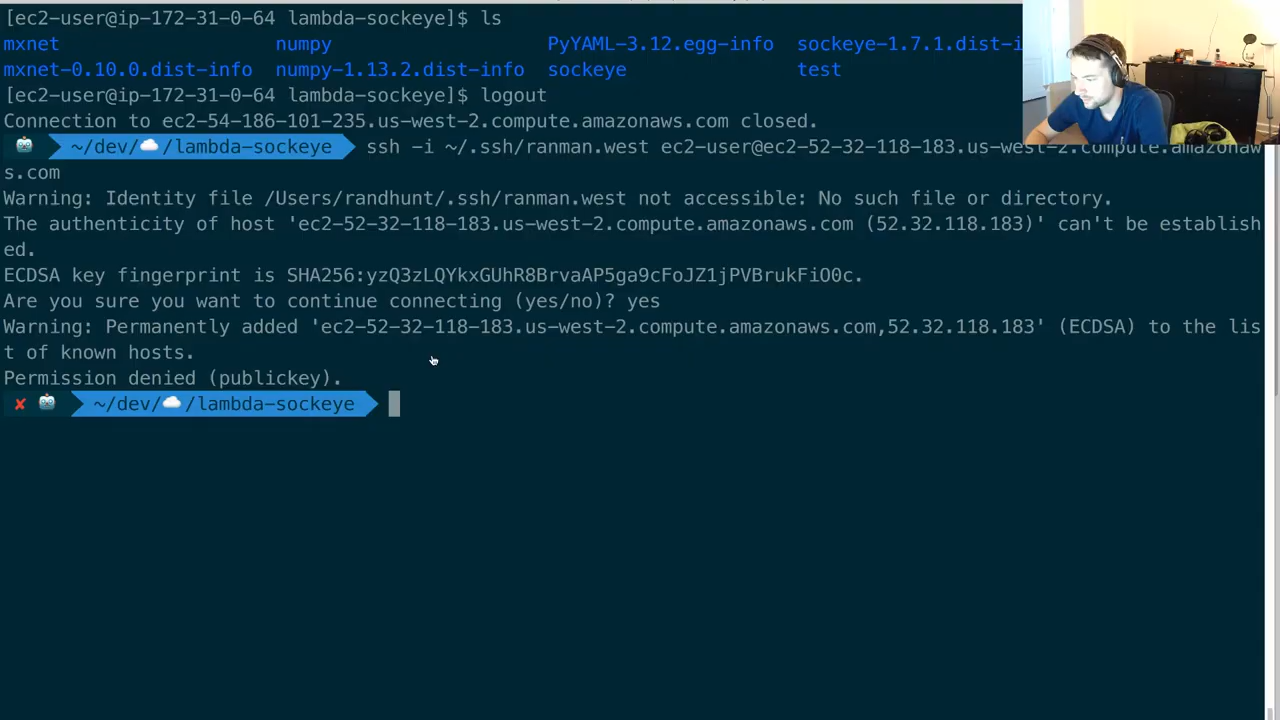 [ec2-user@ip-172-31-0-64 lambda-sockeye]$ ls
mxnet numpy PyYAML-3.12.egg-info sockeye-1.7.1.dist-i
mxnet-0.10.0.dist-info numpy-1.13.2.dist-info sockeye test
[ec2-user@ip-172-31-0-64 lambda-sockeye]$ logout
Connection to ec2-54-186-101-235.us-west-2.compute.amazonaws.com closed.
~/dev/☁️/lambda-sockeye ssh -i ~/.ssh/ranman.west ec2-user@ec2-52-32-118-183.us-west-2.compute.amazonaw
s.com
Warning: Identity file /Users/randhunt/.ssh/ranman.west not accessible: No such file or directory.
The authenticity of host 'ec2-52-32-118-183.us-west-2.compute.amazonaws.com (52.32.118.183)' can't be establish
ed.
ECDSA key fingerprint is SHA256:yzQ3zLQYkxGUhR8BrvaAP5ga9cFoJZ1jPVBrukFiO0c.
Are you sure you want to continue connecting (yes/no)? yes
Warning: Permanently added 'ec2-52-32-118-183.us-west-2.compute.amazonaws.com,52.32.118.183' (ECDSA) to the lis
t of known hosts.
Permission denied (publickey).
✘ ~/dev/☁️/lambda-sockeye